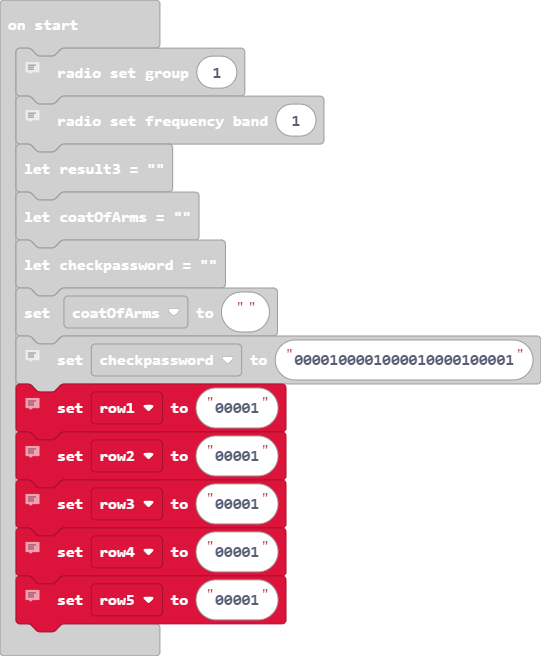 on start
radio set group 1
radio set frequency band 1
let result3 = ""
let coatOfArms = ""
let checkpassword = ""
set coatOfArms to " "
set checkpassword to "0000100001000010000100001"
set row1 to "00001"
set row2 to "00001"
set row3 to "00001"
set row4 to "00001"
set row5 to "00001"